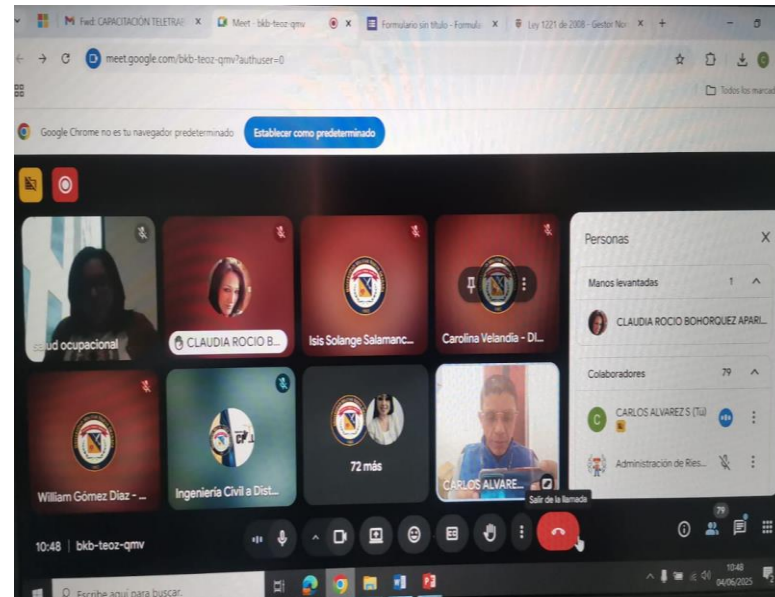 Fwd: CAPACITACIÓN TELETRAB
Meet - bkb-teoz-qmv
Formulario sin título - Formula
Ley 1221 de 2008 - Gestor Nor
meet.google.com/bkb-teoz-qmv?authuser=0
Todos los marcad
Google Chrome no es tu navegador predeterminado
Establecer como predeterminado
Personas
Manos levantadas 1
CLAUDIA ROCIO BOHORQUEZ APARI...
Colaboradores 79
CARLOS ALVAREZ S (Tú)
Administración de Ries...
salud ocupacional
CLAUDIA ROCIO B...
Isis Solange Salamanc...
Carolina Velandia - DI...
William Gómez Diaz - ...
Ingeniería Civil a Dist...
72 más
CARLOS ALVARE...
Salir de la llamada
10:48 | bkb-teoz-qmv
79
Escribe aquí para buscar.
10:48
04/06/2025